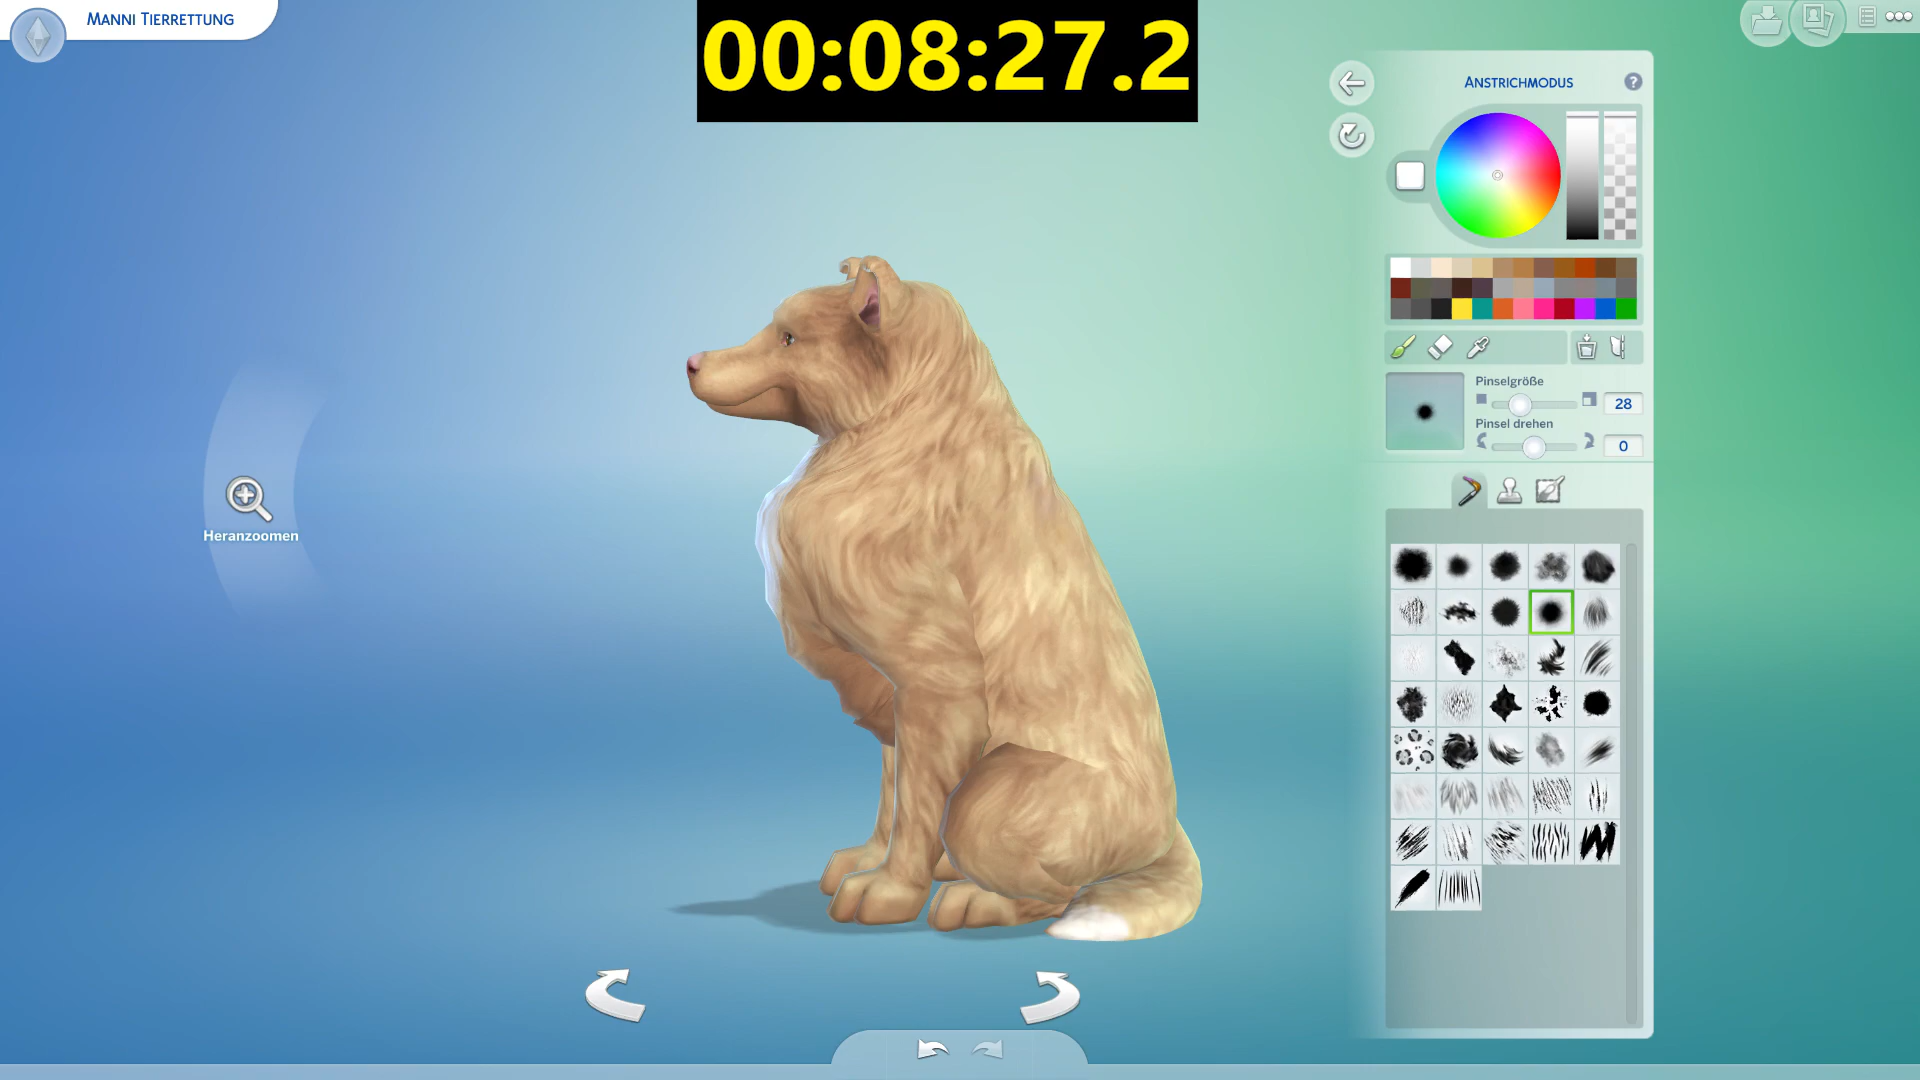 Manni Tierrettung
00:08:27.2
Anstrichmodus
?
Pinselgröße
28
Pinsel drehen
0
Heranzoomen